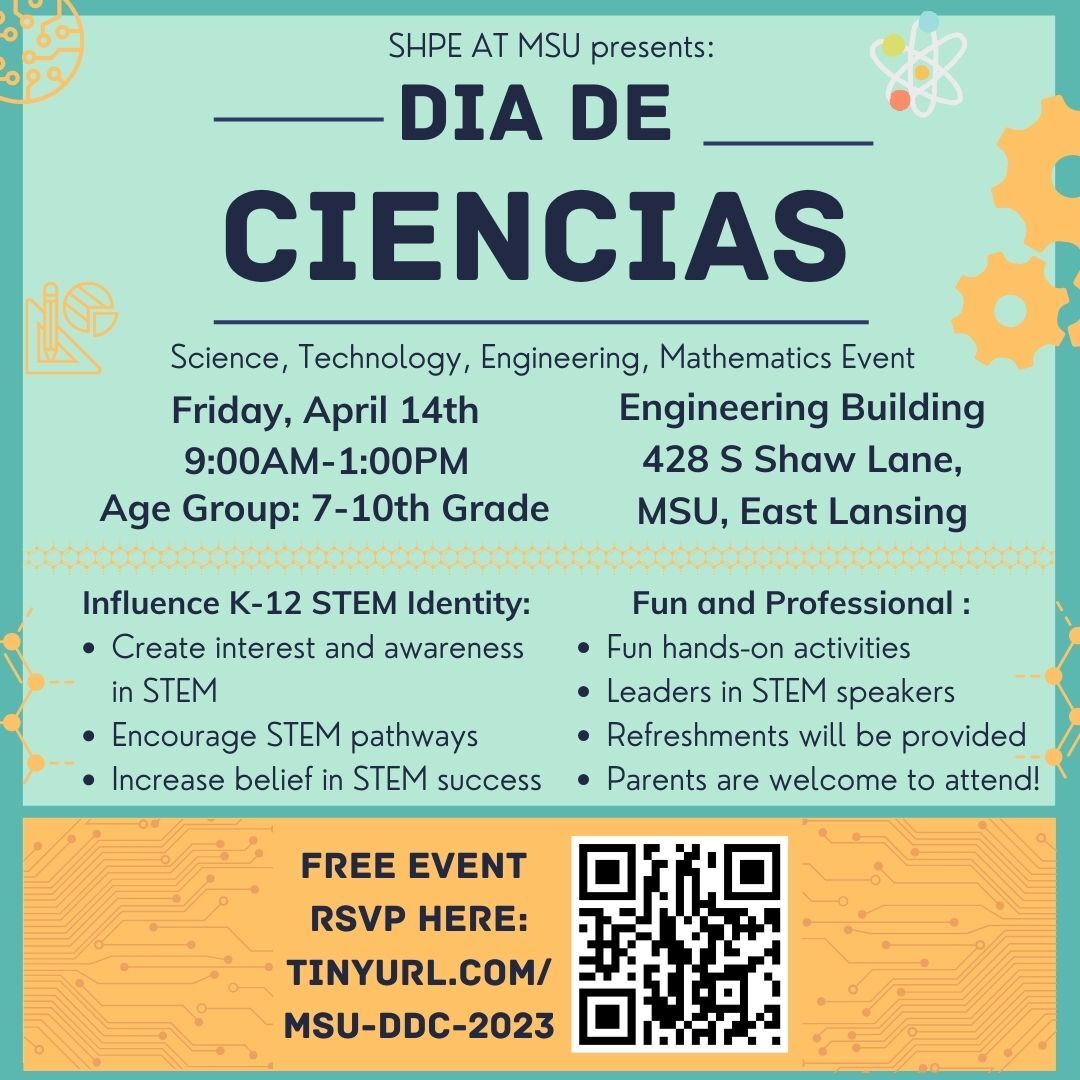 SHPE AT MSU presents:
DIA DE
CIENCIAS
Science, Technology, Engineering, Mathematics Event
Friday, April 14th
9:00AM-1:00PM
Age Group: 7-10th Grade
Engineering Building
428 S Shaw Lane,
MSU, East Lansing
Influence K-12 STEM Identity:
• Create interest and awareness
in STEM
• Encourage STEM pathways
• Increase belief in STEM success
Fun and Professional :
• Fun hands-on activities
• Leaders in STEM speakers
• Refreshments will be provided
• Parents are welcome to attend!
FREE EVENT
RSVP HERE:
TINYURL.COM/
MSU-DDC-2023